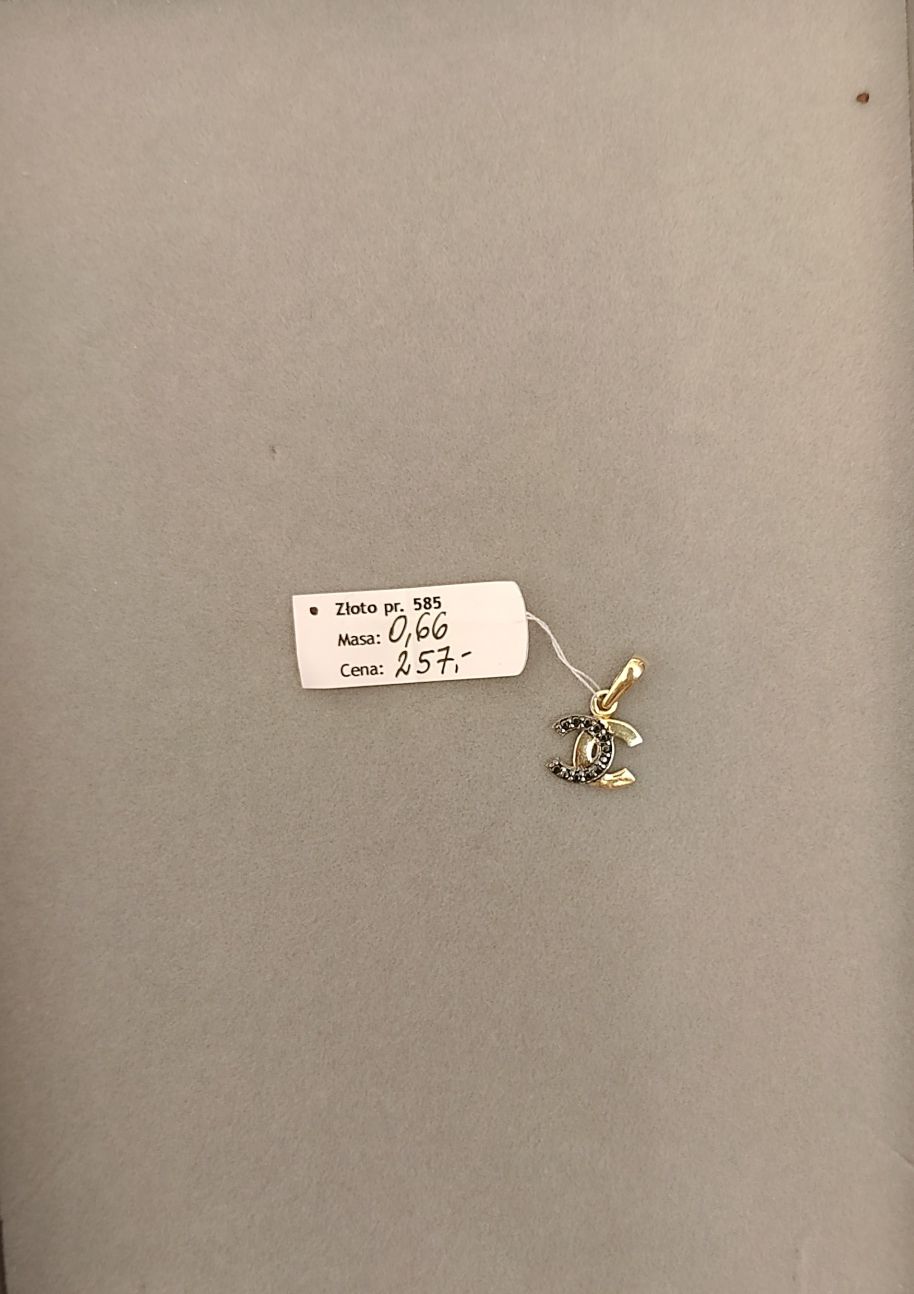 Złoto pr. 585
Masa: 0,66
Cena: 257,-